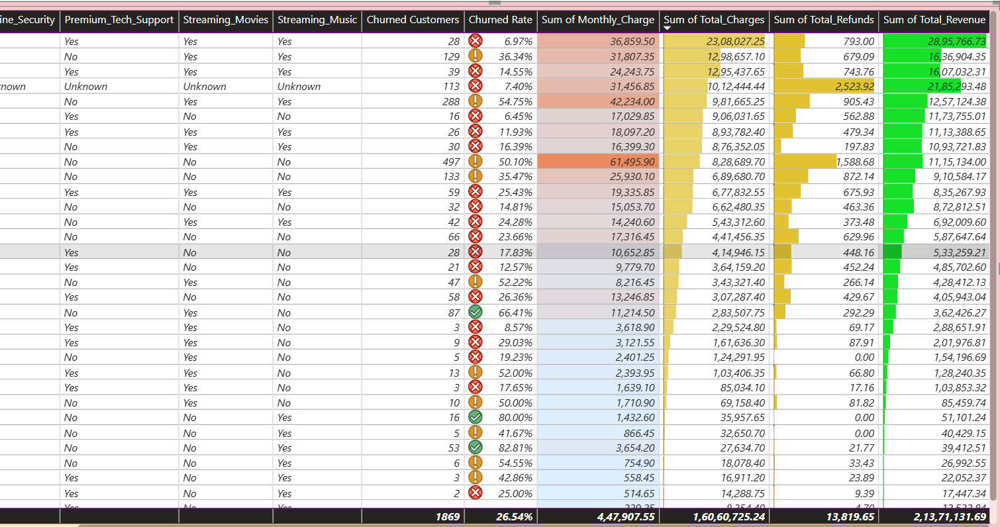 ine_Security Premium_Tech_Support Streaming_Movies Streaming_Music Churned Customers Churned Rate Sum of Monthly_Charge Sum of Total_Charges Sum of Total_Refunds Sum of Total_Revenue
Yes Yes Yes 28 6.97% 36,859.50 23,08,027.25 793.00 28,95,766.73
No Yes Yes 129 36.34% 31,807.35 12,98,657.10 679.09 16,36,904.35
Yes Yes Yes 39 14.55% 24,243.75 12,95,437.65 743.76 16,07,032.31
nown Unknown Unknown Unknown 113 7.40% 31,456.85 10,12,444.44 2,523.92 21,85,293.48
No Yes Yes 288 54.75% 42,234.00 9,81,665.25 905.43 12,57,124.38
Yes No No 16 6.45% 17,029.85 9,06,031.65 562.88 11,73,755.01
Yes Yes Yes 26 11.93% 18,097.20 8,93,782.40 479.34 11,13,388.65
No Yes Yes 30 16.39% 16,399.30 8,76,352.05 197.83 10,93,721.83
No No No 497 50.10% 61,495.90 8,28,689.70 1,588.68 11,15,134.00
No No No 133 35.47% 25,930.10 6,89,680.70 872.14 9,10,584.17
Yes Yes Yes 59 25.43% 19,335.85 6,77,832.55 675.93 8,35,267.93
No No No 32 14.81% 15,053.70 6,62,480.35 463.36 8,72,812.51
No Yes Yes 42 24.28% 14,240.60 5,43,312.60 373.48 6,92,009.60
No No No 66 23.66% 17,316.45 4,41,456.35 629.96 5,87,647.64
Yes No No 28 17.83% 10,652.85 4,14,946.15 448.16 5,33,259.21
Yes No No 21 12.57% 9,779.70 3,64,159.20 452.24 4,85,702.60
No Yes No 47 52.22% 8,216.45 3,43,321.40 266.14 4,28,412.13
Yes No No 58 26.36% 13,246.85 3,07,287.40 429.67 4,05,943.04
No Yes No 87 66.41% 11,214.50 2,83,507.75 292.29 3,62,426.27
Yes Yes No 3 8.57% 3,618.90 2,29,524.80 69.17 2,88,651.91
Yes Yes No 9 29.03% 3,121.55 1,61,636.30 87.91 2,01,976.81
No Yes No 5 19.23% 2,401.25 1,24,291.95 0.00 1,54,196.69
Yes Yes No 13 52.00% 2,393.95 1,03,406.35 66.80 1,28,240.35
Yes Yes No 3 17.65% 1,639.10 85,034.10 17.16 1,03,853.32
No Yes No 10 50.00% 1,710.90 69,158.40 81.82 85,459.74
No No Yes 16 80.00% 1,432.60 35,957.65 0.00 51,101.24
No No Yes 5 41.67% 866.45 32,650.70 0.00 40,429.15
No No Yes 53 82.81% 3,654.20 27,634.70 21.77 39,412.51
No No Yes 6 54.55% 754.90 18,078.40 33.43 26,992.55
Yes No Yes 3 42.86% 558.45 16,911.20 23.89 22,052.37
Yes No Yes 2 25.00% 514.65 14,288.75 9.39 17,447.34
Yes No Yes
1869 26.54% 4,47,907.55 1,60,60,725.24 13,819.65 2,13,71,131.69